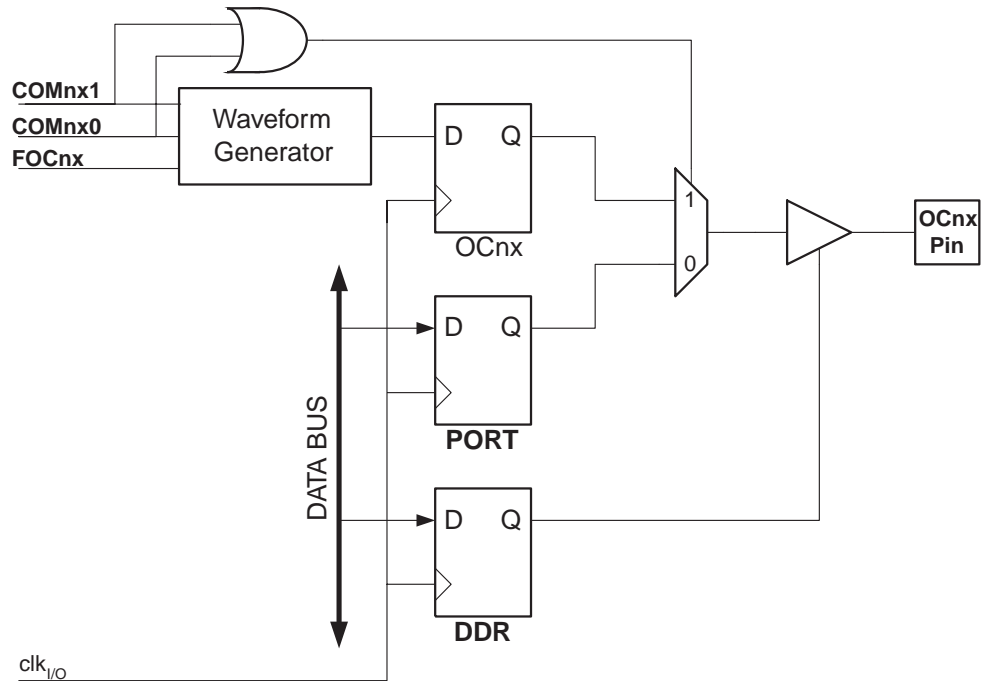 COMnx1
COMnx0
FOCnx
Waveform
Generator
D Q
OCnx
1
0
OCnx
Pin
D Q
PORT
DATA BUS
D Q
DDR
clkI/O